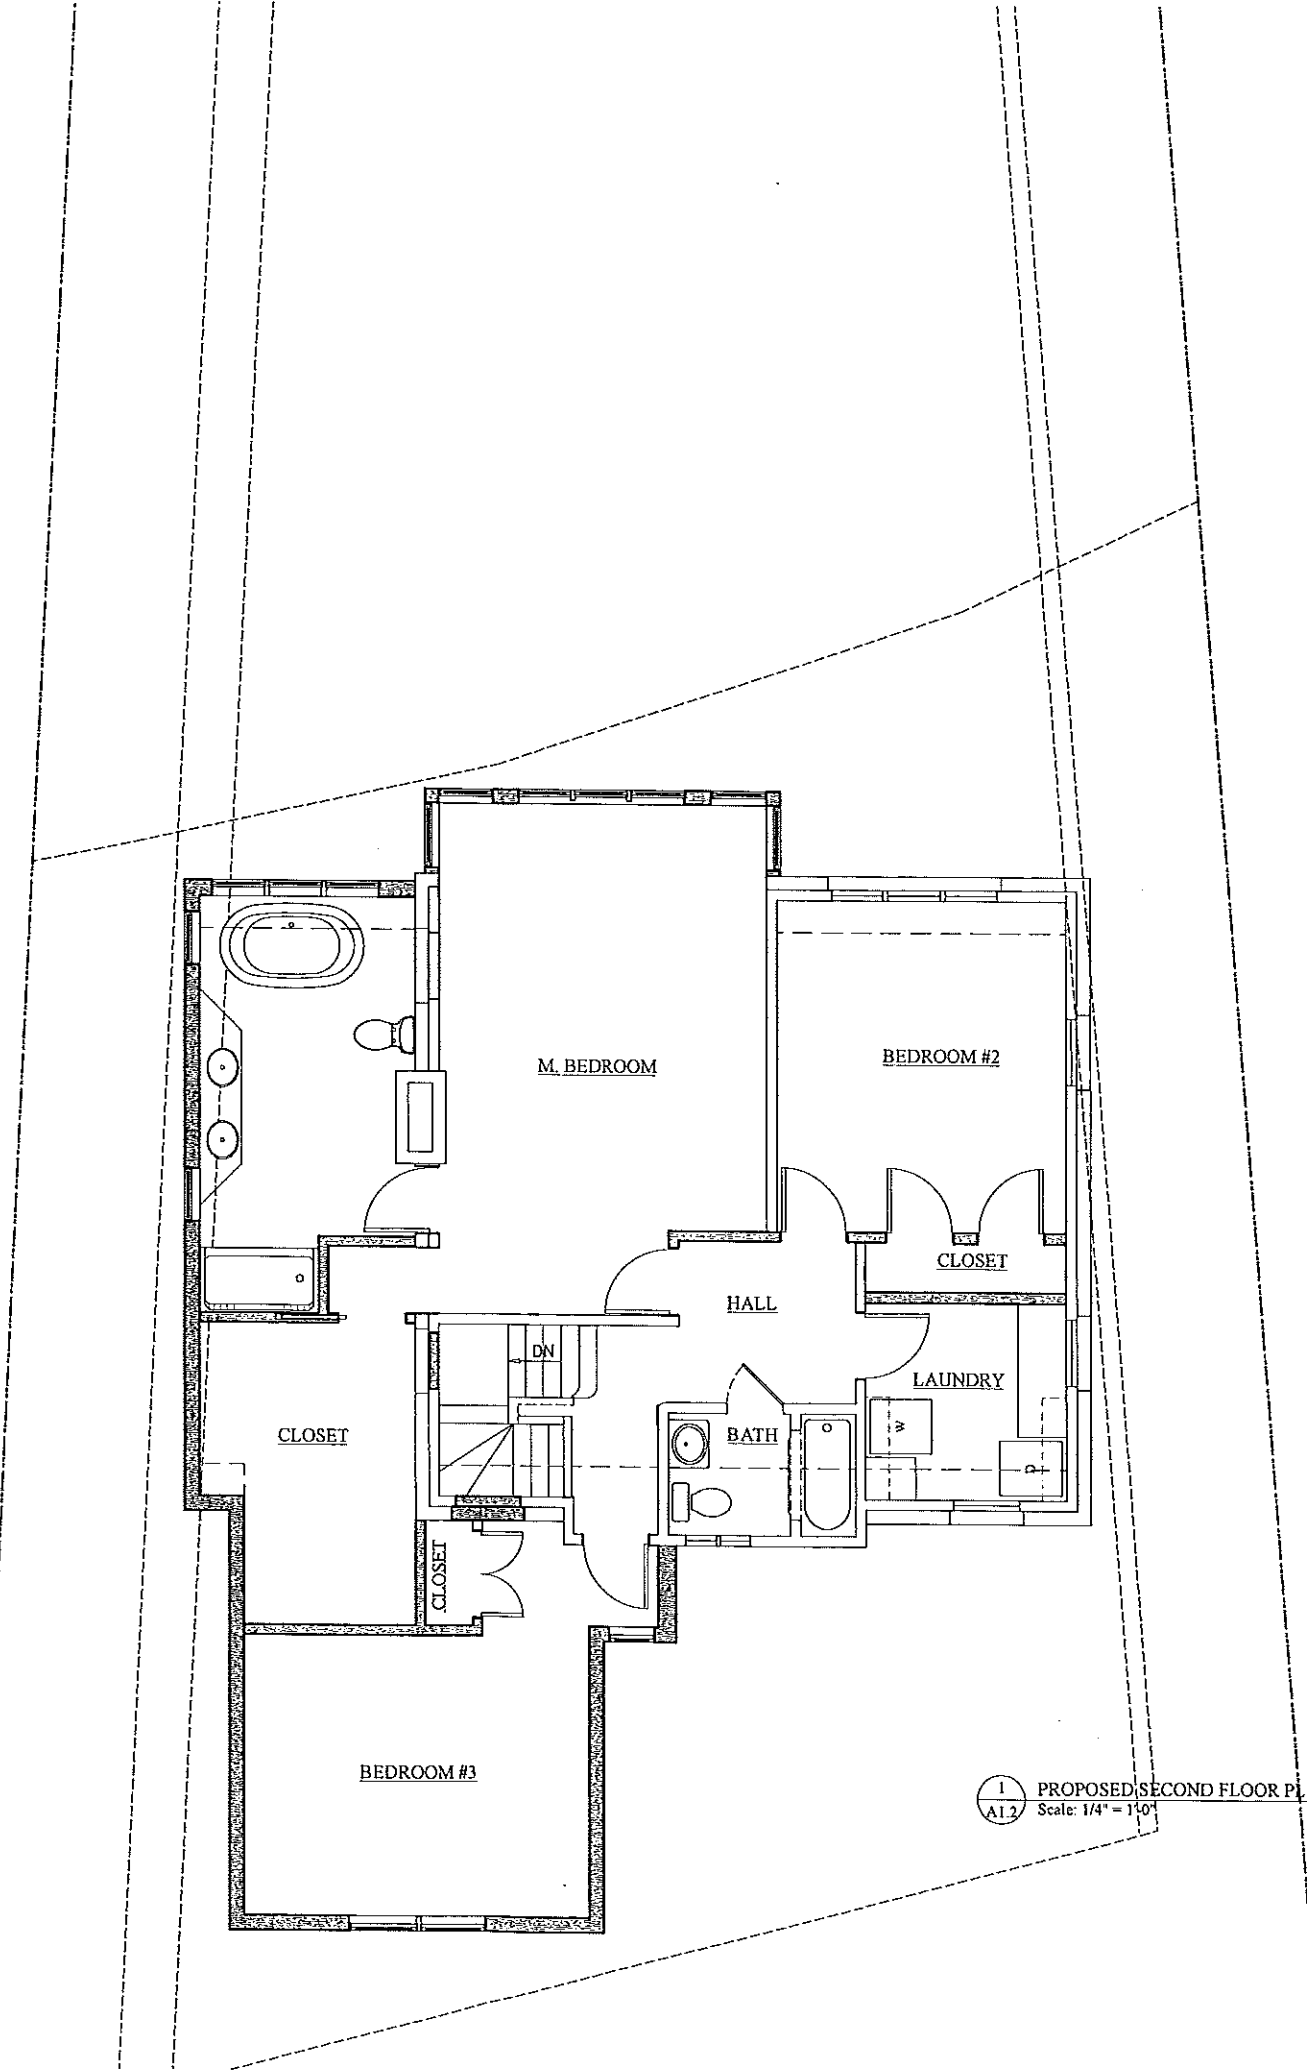 M. BEDROOM
BEDROOM #2
CLOSET
HALL
DN
LAUNDRY
W
BATH
CLOSET
D
CLOSET
BEDROOM #3
1
A1.2
PROPOSED SECOND FLOOR
Scale: 1/4" = 1'-0"